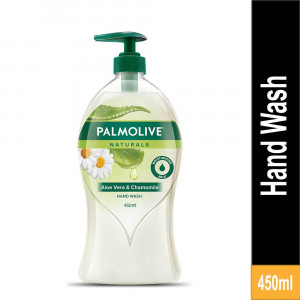 PALMOLIVE
NATURALS
Aloe Vera & Chamomile
HAND WASH
450ml
Hand Wash
450ml